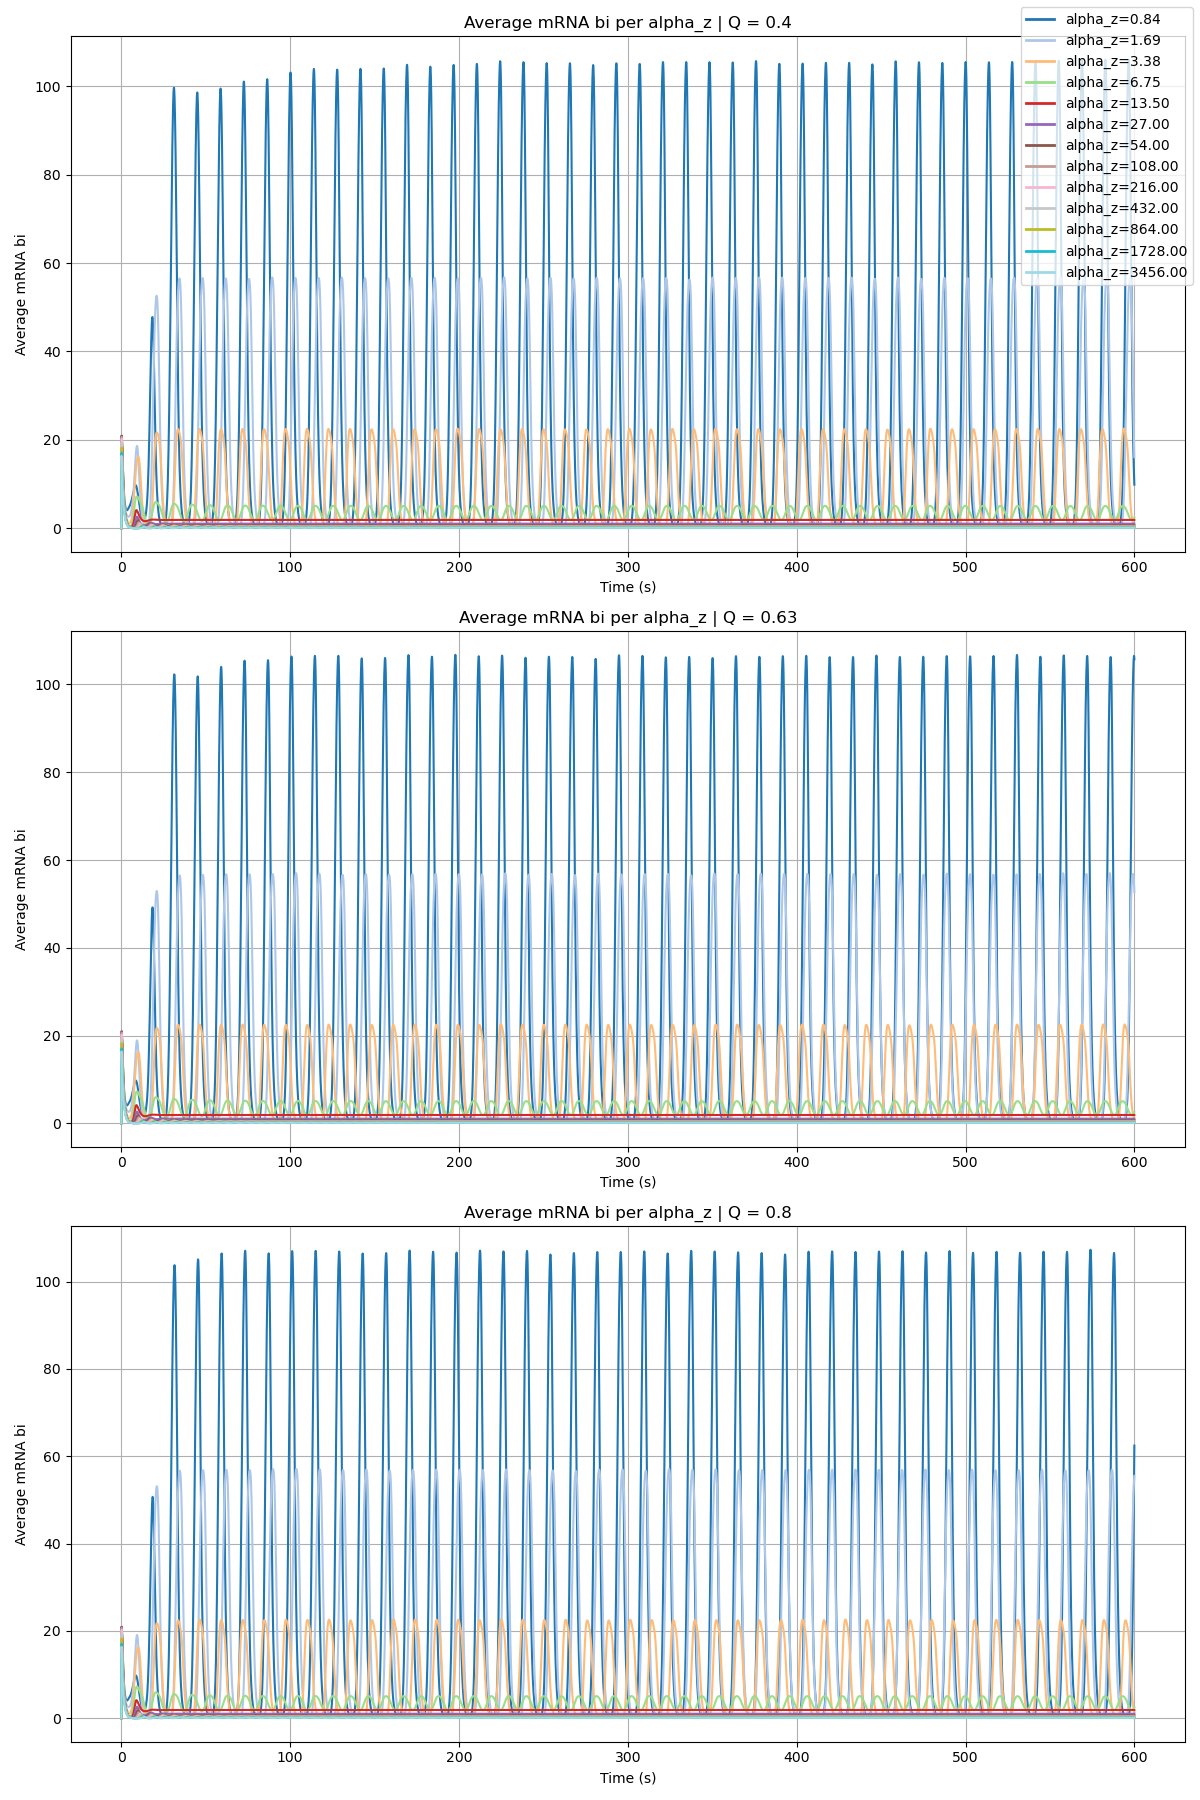 Average mRNA bi per alpha_z | Q = 0.4
alpha_z=0.84
alpha_z=1.69
alpha_z=3.38
alpha_z=6.75
alpha_z=13.50
alpha_z=27.00
alpha_z=54.00
alpha_z=108.00
alpha_z=216.00
alpha_z=432.00
alpha_z=864.00
alpha_z=1728.00
alpha_z=3456.00
Average mRNA bi
100
80
60
40
20
0
0 100 200 300 400 500 600
Time (s)
Average mRNA bi per alpha_z | Q = 0.63
Average mRNA bi
100
80
60
40
20
0
0 100 200 300 400 500 600
Time (s)
Average mRNA bi per alpha_z | Q = 0.8
Average mRNA bi
100
80
60
40
20
0
0 100 200 300 400 500 600
Time (s)